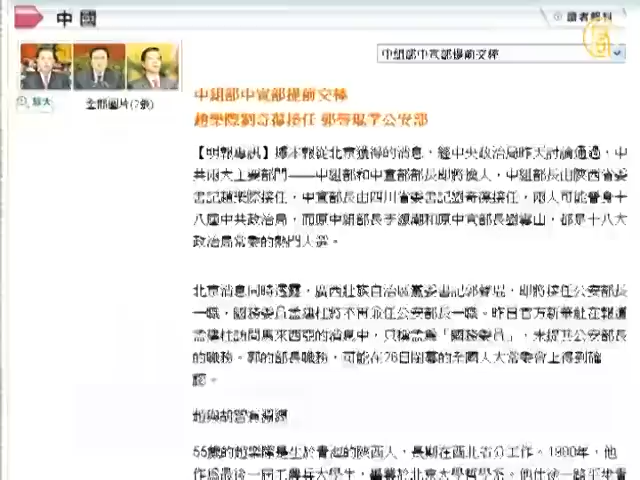 中國
讀者報料
中組部中宣部提前交棒
放大
全部圖片(3張)
中組部中宣部提前交棒
趙樂際劉奇葆接任 郭聲琨掌公安部
【明報專訊】據本報從北京獲得的消息,經中央政治局昨天討論通過,中
共兩大主要部門——中組部和中宣部部長即將換人,中組部長由陝西省委
書記趙樂際接任,中宣部長由四川省委書記劉奇葆接任,兩人可能晉身十
八屆中共政治局,而原中組部長李源潮和原中宣部長劉雲山,都是十八大
政治局常委的熱門人選。
北京消息同時透露,廣西壯族自治區黨委書記郭聲琨,即將接任公安部長
一職,國務委員孟建柱將不再兼任公安部長一職。昨日官方新華社在報道
孟建柱訪問馬來西亞的消息中,只稱孟為「國務委員」,未提其公安部長
的職務。郭的部長職務,可能在26日閉幕的全國人大常委會上得到確
認。
趙與胡習有淵源
55歲的趙樂際是生於青海的陝西人,長期在西北省分工作。1980年,他
作為最後一屆工農兵大學生,畢業於北京大學哲學系。他仕途一路平步青